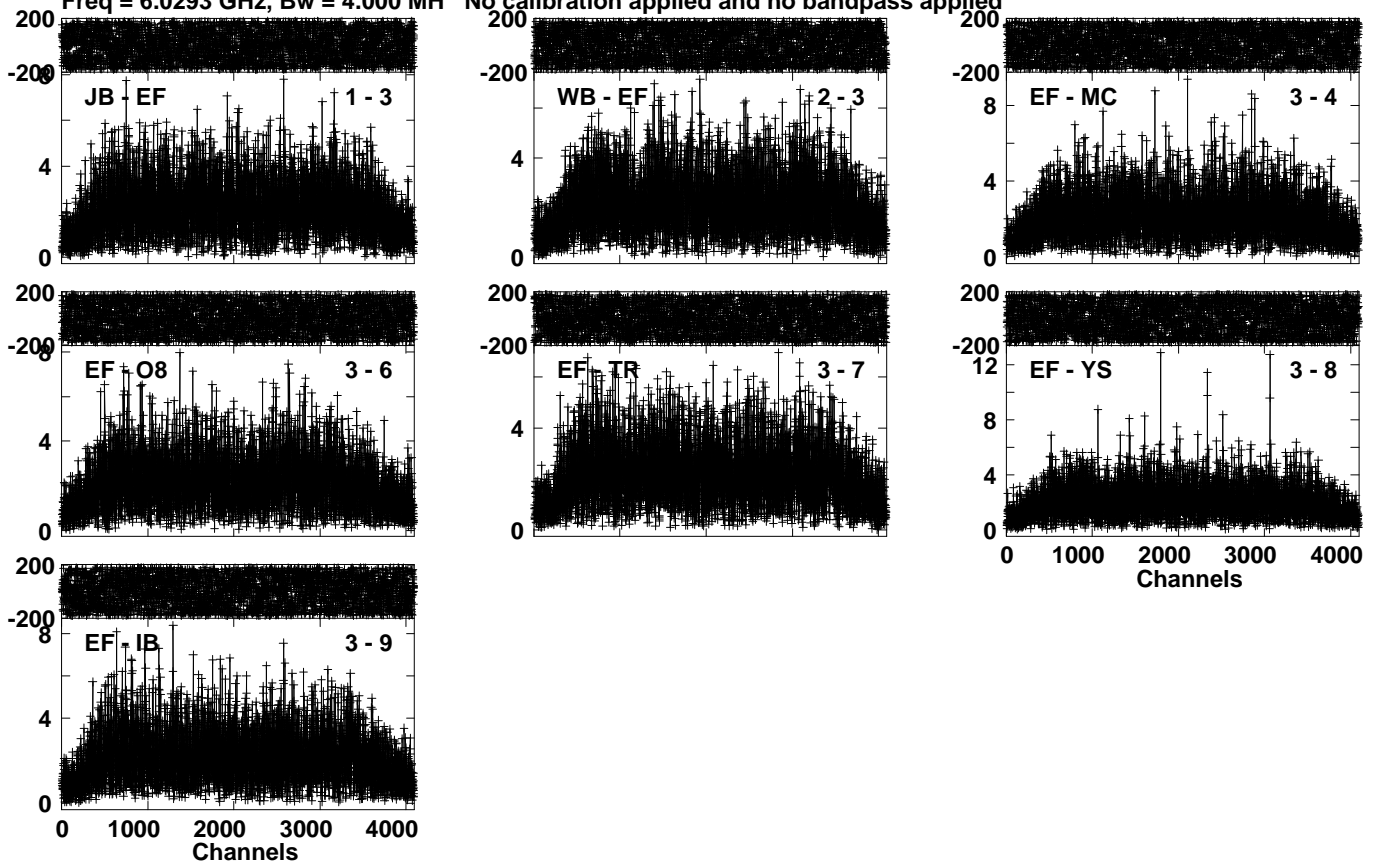 Freq = 6.0293 GHz, Bw = 4.000 MH No calibration applied and no bandpass applied
200
-200
8
4
0
JB - EF 1 - 3
200
-200
4
0
WB - EF 2 - 3
200
-200
8
4
0
EF - MC 3 - 4
200
-200
8
4
0
EF - O8 3 - 6
200
-200
4
0
EF - TR 3 - 7
200
-200
12
8
4
0
EF - YS 3 - 8
0 1000 2000 3000 4000
Channels
200
-200
8
4
0
EF - IB 3 - 9
0 1000 2000 3000 4000
Channels